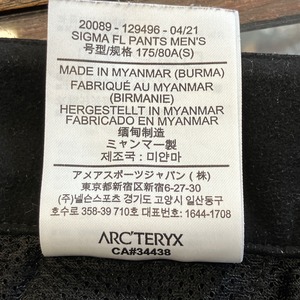 20089 - 129496 - 04/21
SIGMA FL PANTS MEN'S
号型/规格 175/80A(S)
MADE IN MYANMAR (BURMA)
FABRIQUÉ AU MYANMAR
(BIRMANIE)
HERGESTELLT IN MYANMAR
FABRICADO EN MYANMAR
缅甸制造
ミャンマー製
제조국 : 미얀마
アメアスポーツジャパン(株)
東京都新宿区新宿6-27-30
(주)넬슨스포츠 경기도 고양시 일산동구
호수로 358-39 710호 대표번호: 1644-1708
ARC'TERYX
CA#34438